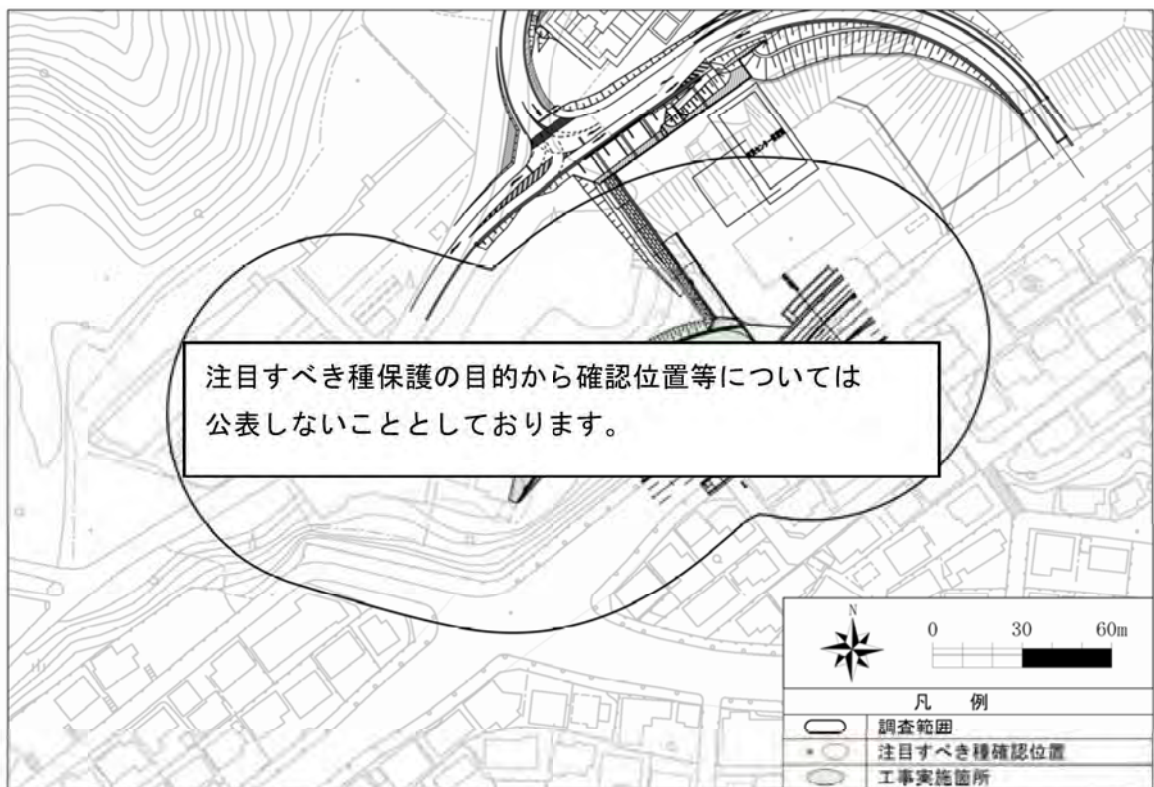 注目すべき種保護の目的から確認位置等については
公表しないこととしております。
N
0 30 60m
凡 例
調査範囲
注目すべき種確認位置
工事実施箇所